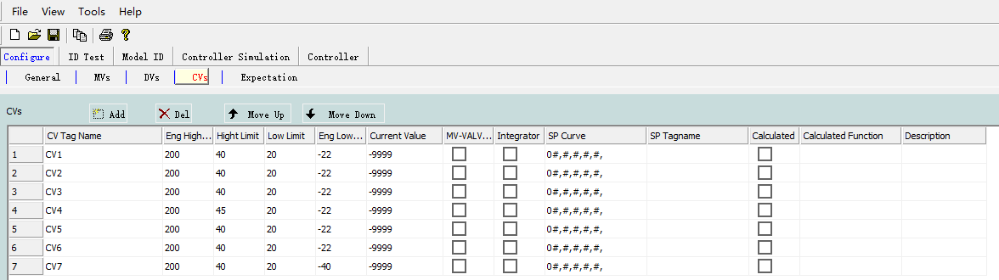 File View Tools Help
Configure ID Test Model ID Controller Simulation Controller
General MVs DVs CVs Expectation
CVs Add Del Move Up Move Down
CV Tag Name Eng High... Hight Limit Low Limit Eng Low... Current Value MV-VALV... Integrator SP Curve SP Tagname Calculated Calculated Function Description
1 CV1 200 40 20 -22 -9999 0#,#,#,#,#,
2 CV2 200 40 20 -22 -9999 0#,#,#,#,#,
3 CV3 200 40 20 -22 -9999 0#,#,#,#,#,
4 CV4 200 45 20 -22 -9999 0#,#,#,#,#,
5 CV5 200 40 20 -22 -9999 0#,#,#,#,#,
6 CV6 200 40 20 -22 -9999 0#,#,#,#,#,
7 CV7 200 40 20 -40 -9999 0#,#,#,#,#,